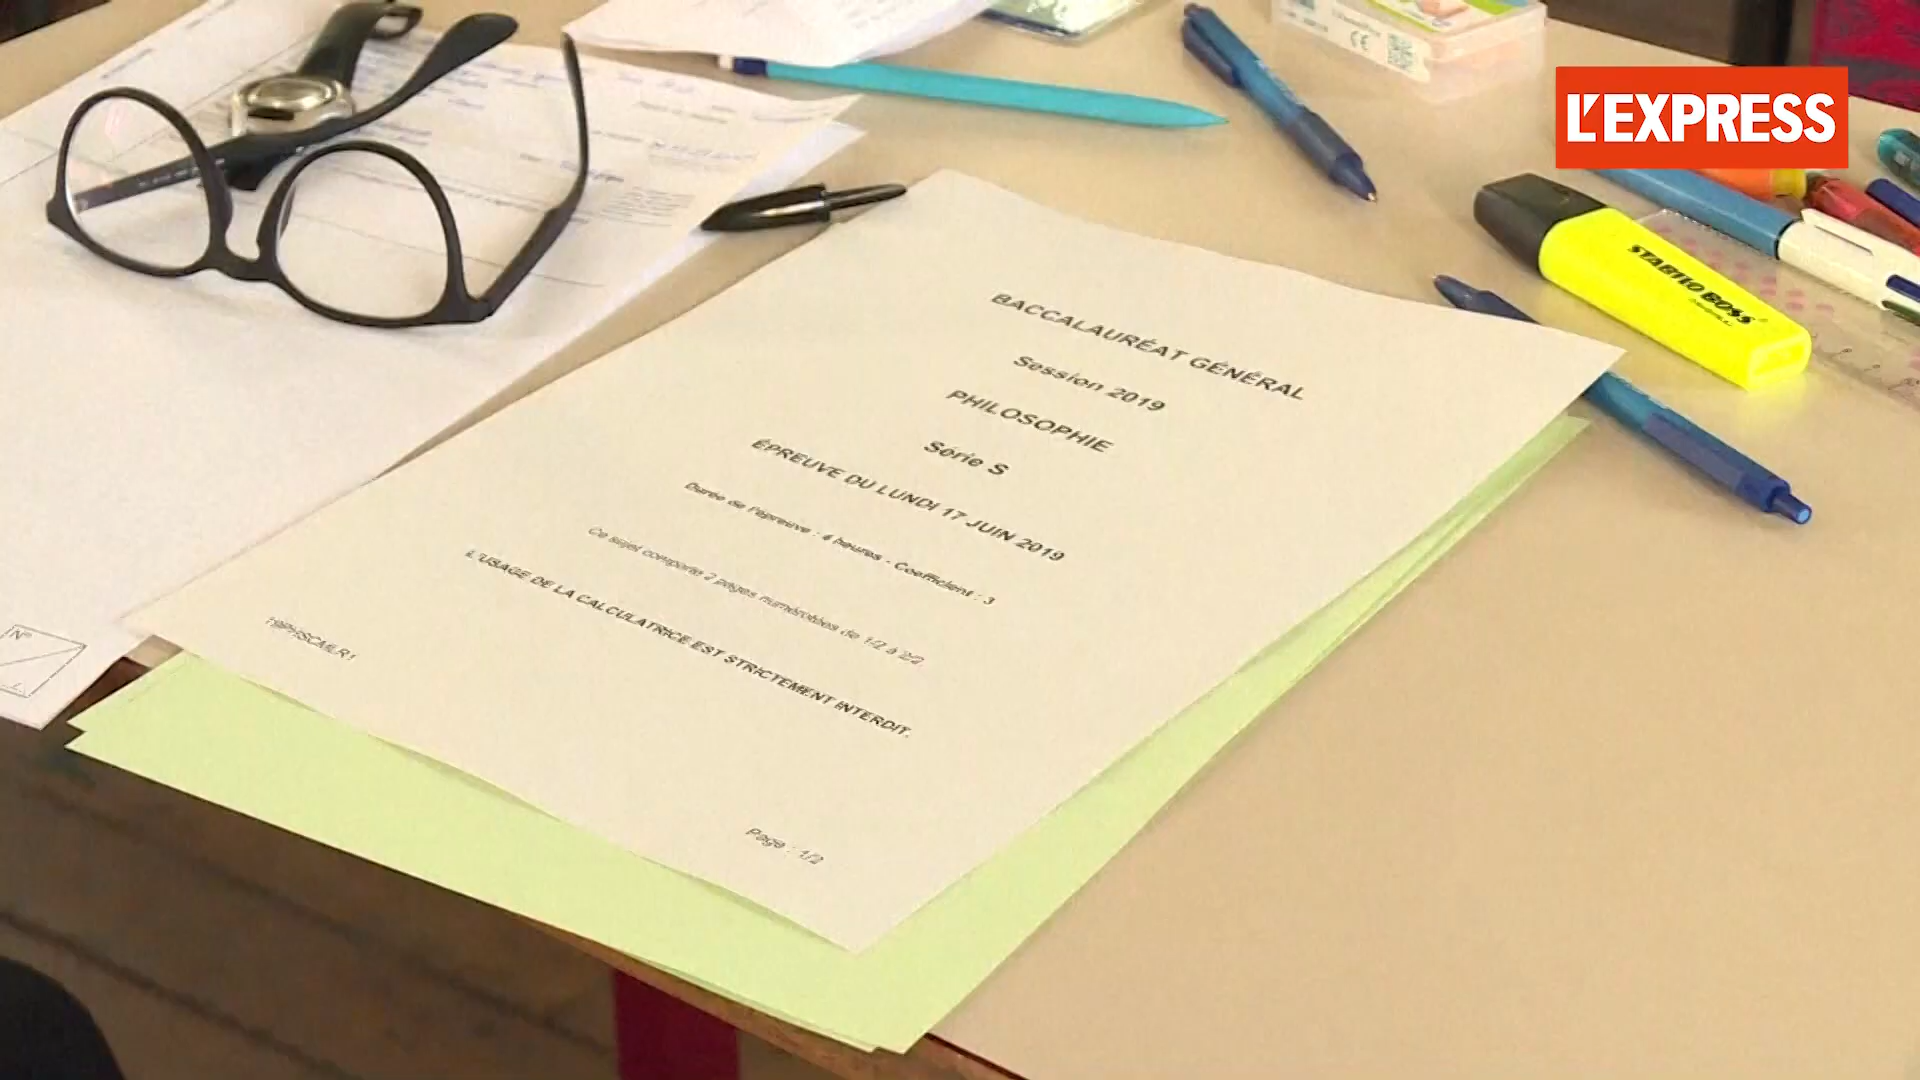 L'EXPRESS
STABILO BOSS
ORIGINAL
BACCALAURÉAT GÉNÉRAL
Session 2019
PHILOSOPHIE
Série S
ÉPREUVE DU LUNDI 17 JUIN 2019
Durée de l'épreuve : 4 heures - Coefficient : 3
Ce sujet comporte 2 pages numérotées de 1/2 à 2/2
L'USAGE DE LA CALCULATRICE EST STRICTEMENT INTERDIT.
19PHSCMLR1
Page : 1/2
N°